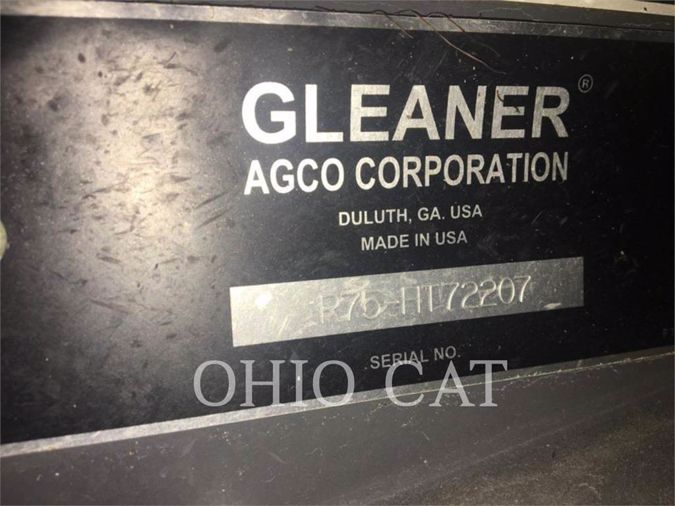 GLEANER®
AGCO CORPORATION
DULUTH, GA. USA
MADE IN USA
R75-HT72207
SERIAL NO.
OHIO CAT